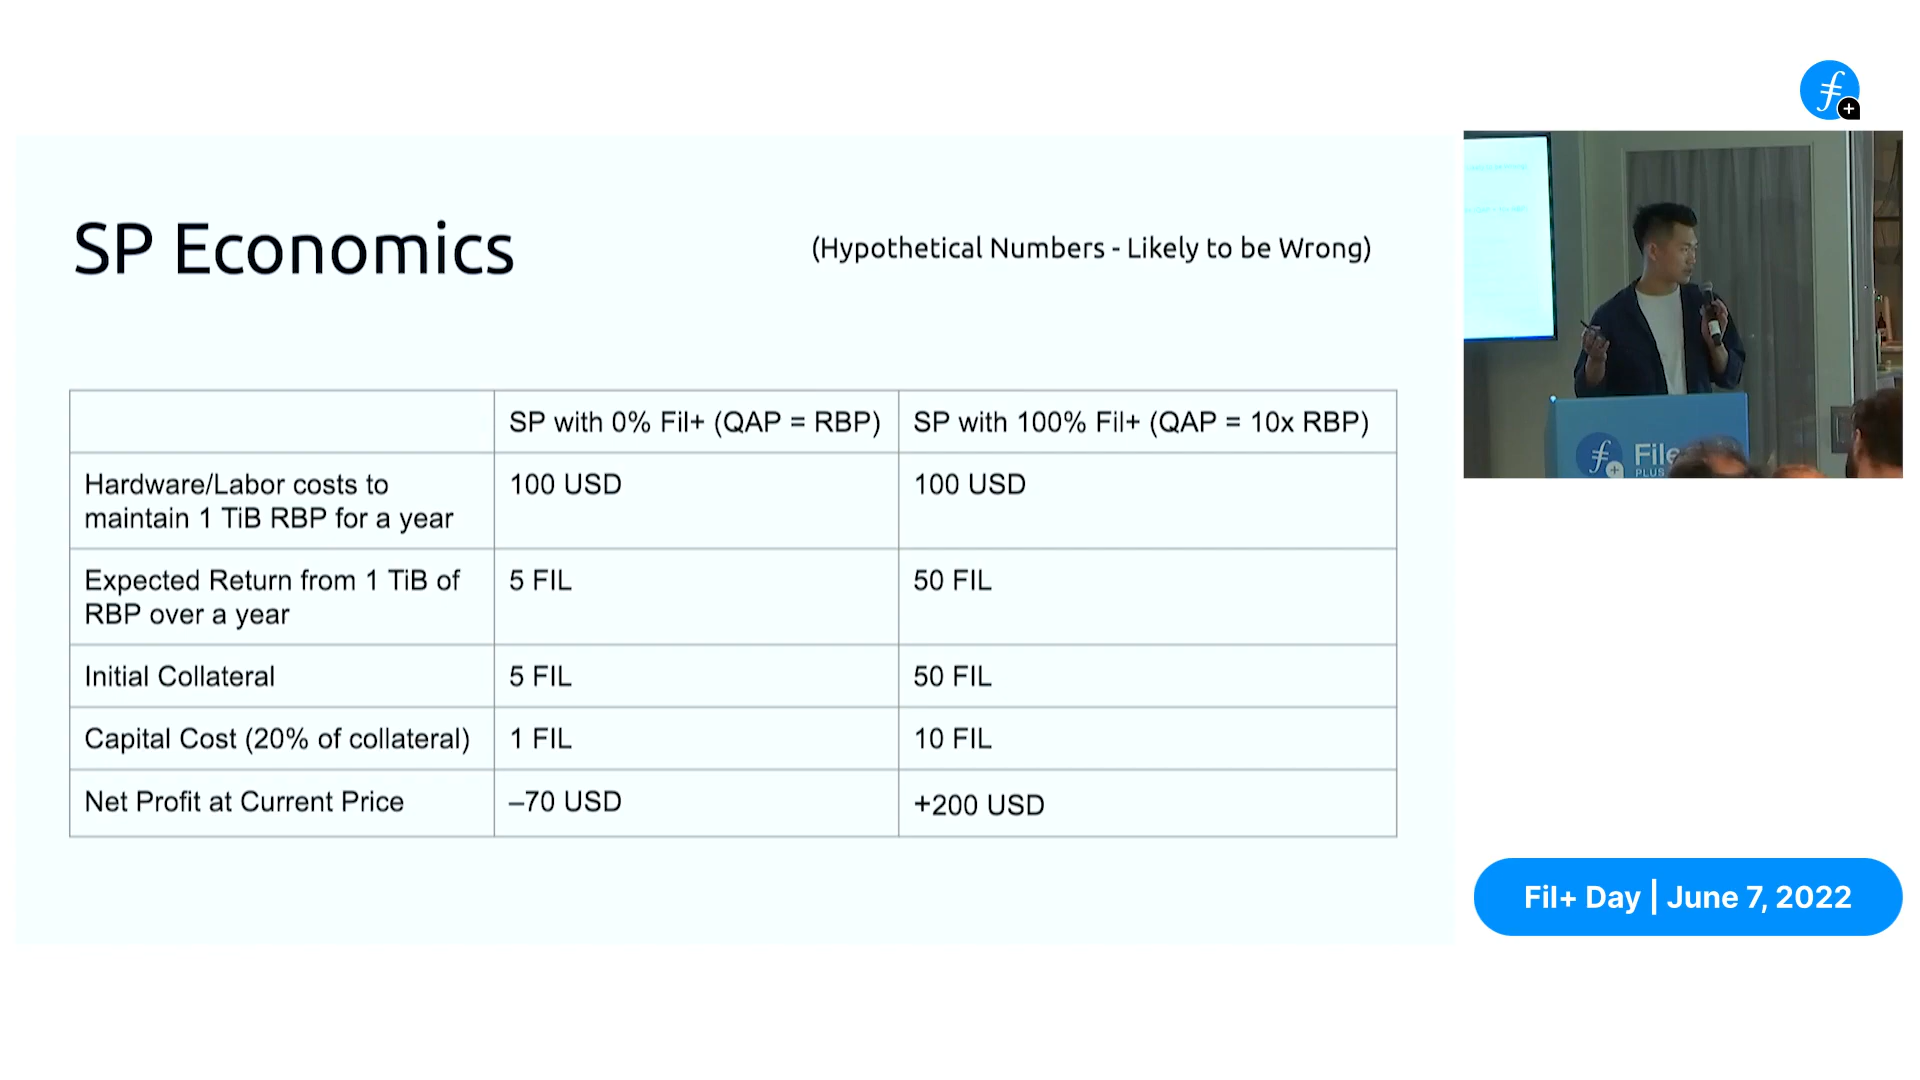 SP Economics
(Hypothetical Numbers - Likely to be Wrong)
SP with 0% Fil+ (QAP = RBP)
SP with 100% Fil+ (QAP = 10x RBP)
Hardware/Labor costs to
maintain 1 TiB RBP for a year
100 USD
100 USD
Expected Return from 1 TiB of
RBP over a year
5 FIL
50 FIL
Initial Collateral
5 FIL
50 FIL
Capital Cost (20% of collateral)
1 FIL
10 FIL
Net Profit at Current Price
–70 USD
+200 USD
File
PLUS
Fil+ Day | June 7, 2022